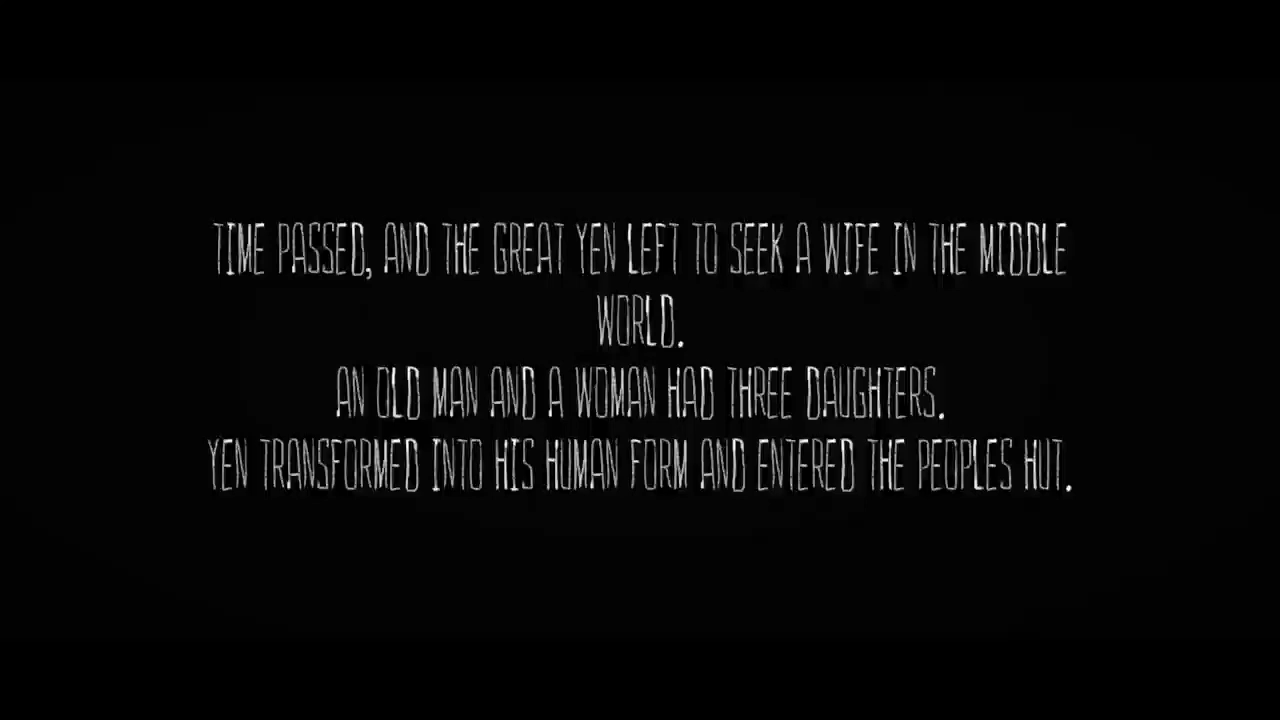 TIME PASSED, AND THE GREAT YEN LEFT TO SEEK A WIFE IN THE MIDDLE
WORLD.
AN OLD MAN AND A WOMAN HAD THREE DAUGHTERS.
YEN TRANSFORMED INTO HIS HUMAN FORM AND ENTERED THE PEOPLES HUT.